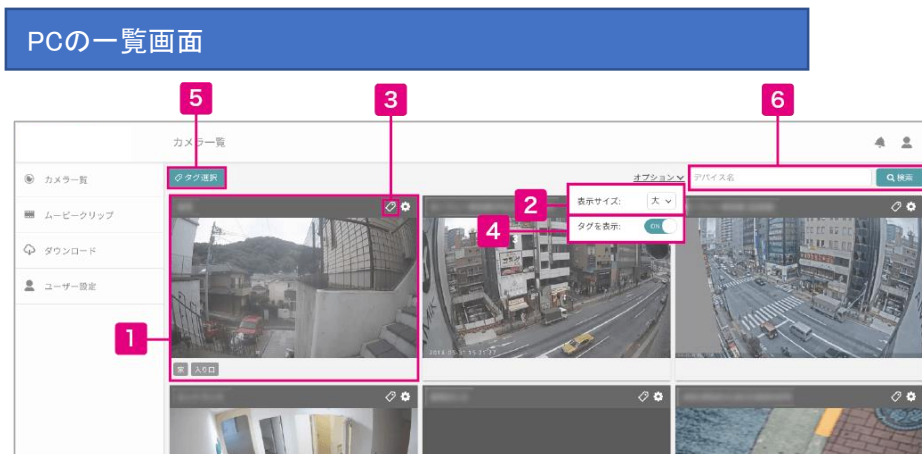 PCの一覧画面
5
3
6
カメラ一覧
カメラ一覧
ムービークリップ
ダウンロード
ユーザー設定
タグ選択
オプション
デバイス名
検索
2
表示サイズ:
大
4
タグを表示:
ON
1
家
入り口